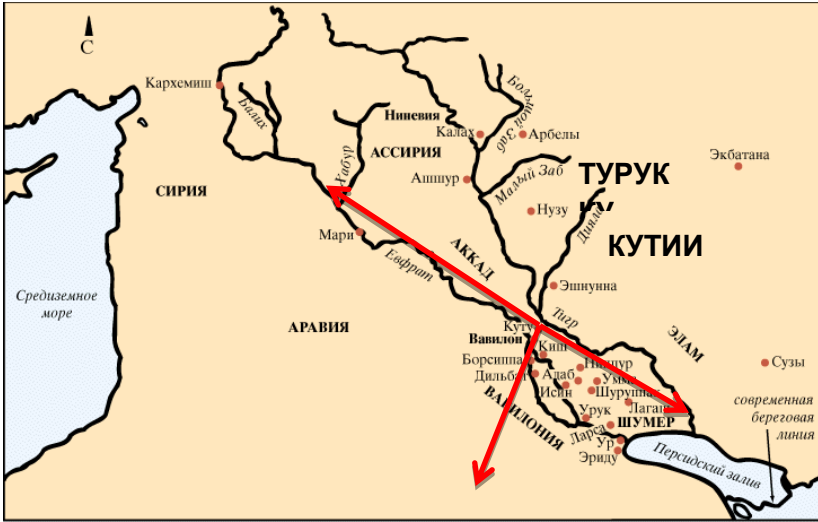 С
Кархемиш
Балих
Хабур
Ниневия
Калах
Большой Заб
Арбелы
АССИРИЯ
Ашшур
Малый Заб
ТУРУК
КУ
Экбатана
СИРИЯ
Нузу
Дияла
КУТИИ
Мари
Евфрат
АККАД
Эшнунна
Средиземное
море
АРАВИЯ
Куту
Тигр
ЭЛАМ
Вавилон
Киш
Борсиппа
Ниппур
Сузы
Дильбат
Адаб
Умма
Исин
Шуруппак
Лагаш
ВАВИЛОНИЯ
Урук
ШУМЕР
Ларса
Ур
Эриду
Персидский залив
современная
береговая
линия